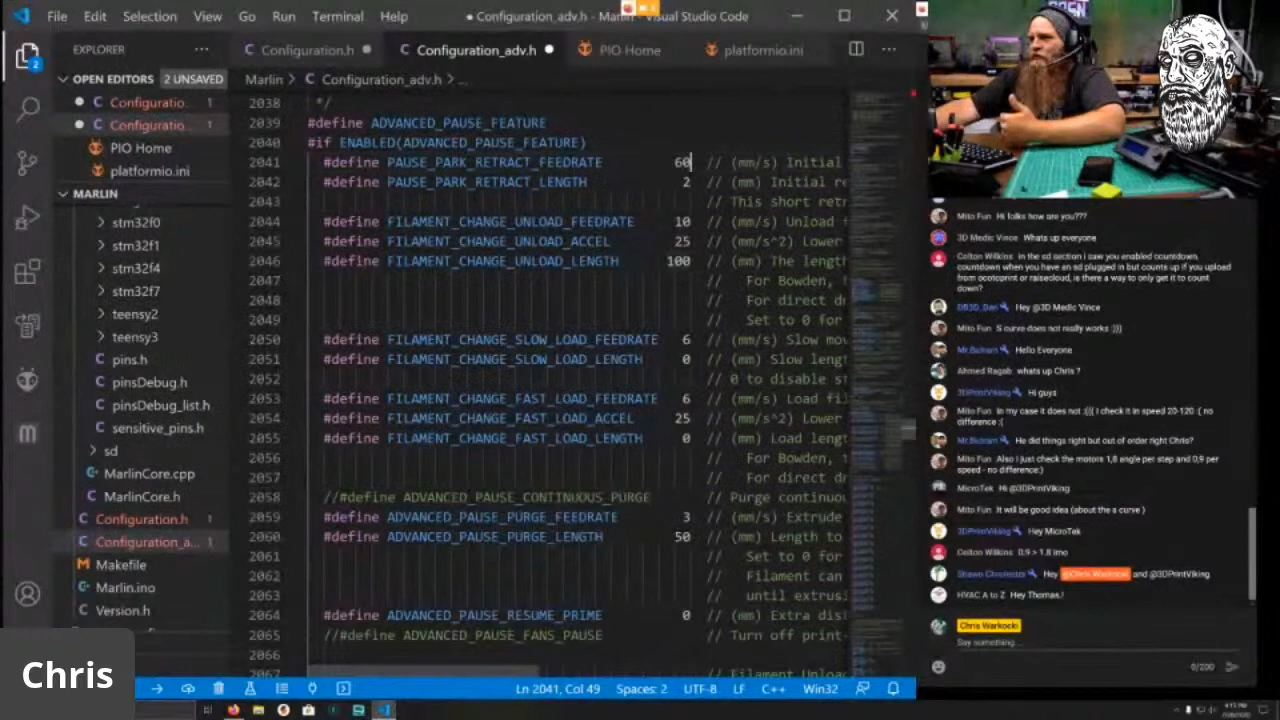 File Edit Selection View Go Run Terminal Help
Configuration_adv.h - Marlin - Visual Studio Code
EXPLORER
OPEN EDITORS 2 UNSAVED
Configuratio... 1
Configuratio... 1
PIO Home
platformio.ini
MARLIN
stm32f0
stm32f1
stm32f4
stm32f7
teensy2
teensy3
pins.h
pinsDebug.h
pinsDebug_list.h
sensitive_pins.h
sd
MarlinCore.cpp
MarlinCore.h
Configuration.h 1
Configuration_a... 1
Makefile
Marlin.ino
Version.h
Configuration.h
Configuration_adv.h
PIO Home
platformio.ini
Marlin > Configuration_adv.h > ...
2038 */
2039 #define ADVANCED_PAUSE_FEATURE
2040 #if ENABLED(ADVANCED_PAUSE_FEATURE)
2041 #define PAUSE_PARK_RETRACT_FEEDRATE 60 // (mm/s) Initial
2042 #define PAUSE_PARK_RETRACT_LENGTH 2 // (mm) Initial re
2043 // This short retr
2044 #define FILAMENT_CHANGE_UNLOAD_FEEDRATE 10 // (mm/s) Unload f
2045 #define FILAMENT_CHANGE_UNLOAD_ACCEL 25 // (mm/s^2) Lower
2046 #define FILAMENT_CHANGE_UNLOAD_LENGTH 100 // (mm) The length
2047 // For Bowden, t
2048 // For direct dr
2049 // Set to 0 for
2050 #define FILAMENT_CHANGE_SLOW_LOAD_FEEDRATE 6 // (mm/s) Slow mov
2051 #define FILAMENT_CHANGE_SLOW_LOAD_LENGTH 0 // (mm) Slow lengt
2052 // 0 to disable st
2053 #define FILAMENT_CHANGE_FAST_LOAD_FEEDRATE 6 // (mm/s) Load fil
2054 #define FILAMENT_CHANGE_FAST_LOAD_ACCEL 25 // (mm/s^2) Lower
2055 #define FILAMENT_CHANGE_FAST_LOAD_LENGTH 0 // (mm) Load lengt
2056 // For Bowden, t
2057 // For direct dr
2058 //#define ADVANCED_PAUSE_CONTINUOUS_PURGE // Purge continuou
2059 #define ADVANCED_PAUSE_PURGE_FEEDRATE 3 // (mm/s) Extrude
2060 #define ADVANCED_PAUSE_PURGE_LENGTH 50 // (mm) Length to
2061 // Set to 0 for
2062 // Filament can
2063 // until extrus
2064 #define ADVANCED_PAUSE_RESUME_PRIME 0 // (mm) Extra dist
2065 //#define ADVANCED_PAUSE_FANS_PAUSE // Turn off print-
2066
2067 // Filament Unload
Ln 2041, Col 49 Spaces: 2 UTF-8 LF C++ Win32
Chris
Mito Fun Hi folks how are you???
3D Medic Vince Whats up everyone
Colton Wilkins in the sd section i saw you enabled countdown
countdown when you have an sd plugged in but counts up if you upload
from ocotoprint or raisecloud, is there a way to only get it to count
down?
DB3D_Dan Hey @3D Medic Vince
Mito Fun S curve does not really works :)))
Mr.Belvram Hello Everyone
Ahmed Ragab whats up Chris ?
3DPrintViking Hi guys
Mito Fun In my case it does not :((( I check it in speed 20-120 :( no
difference :(
He did things right but out of order right Chris?
Mito Fun Also I just check the motors 1,8 angle per step and 0,9 per
speed - no difference:)
MicroTek Hi @3DPrintViking
Mito Fun It will be good idea (about the s curve )
3DPrintViking Hey MicroTek
Colton Wilkins 0.9 > 1.8 imo
Hey @Chris Warkocki and @3DPrintViking
HVAC A to Z Hey Thomas.!
Chris Warkocki
Say something...
0/200